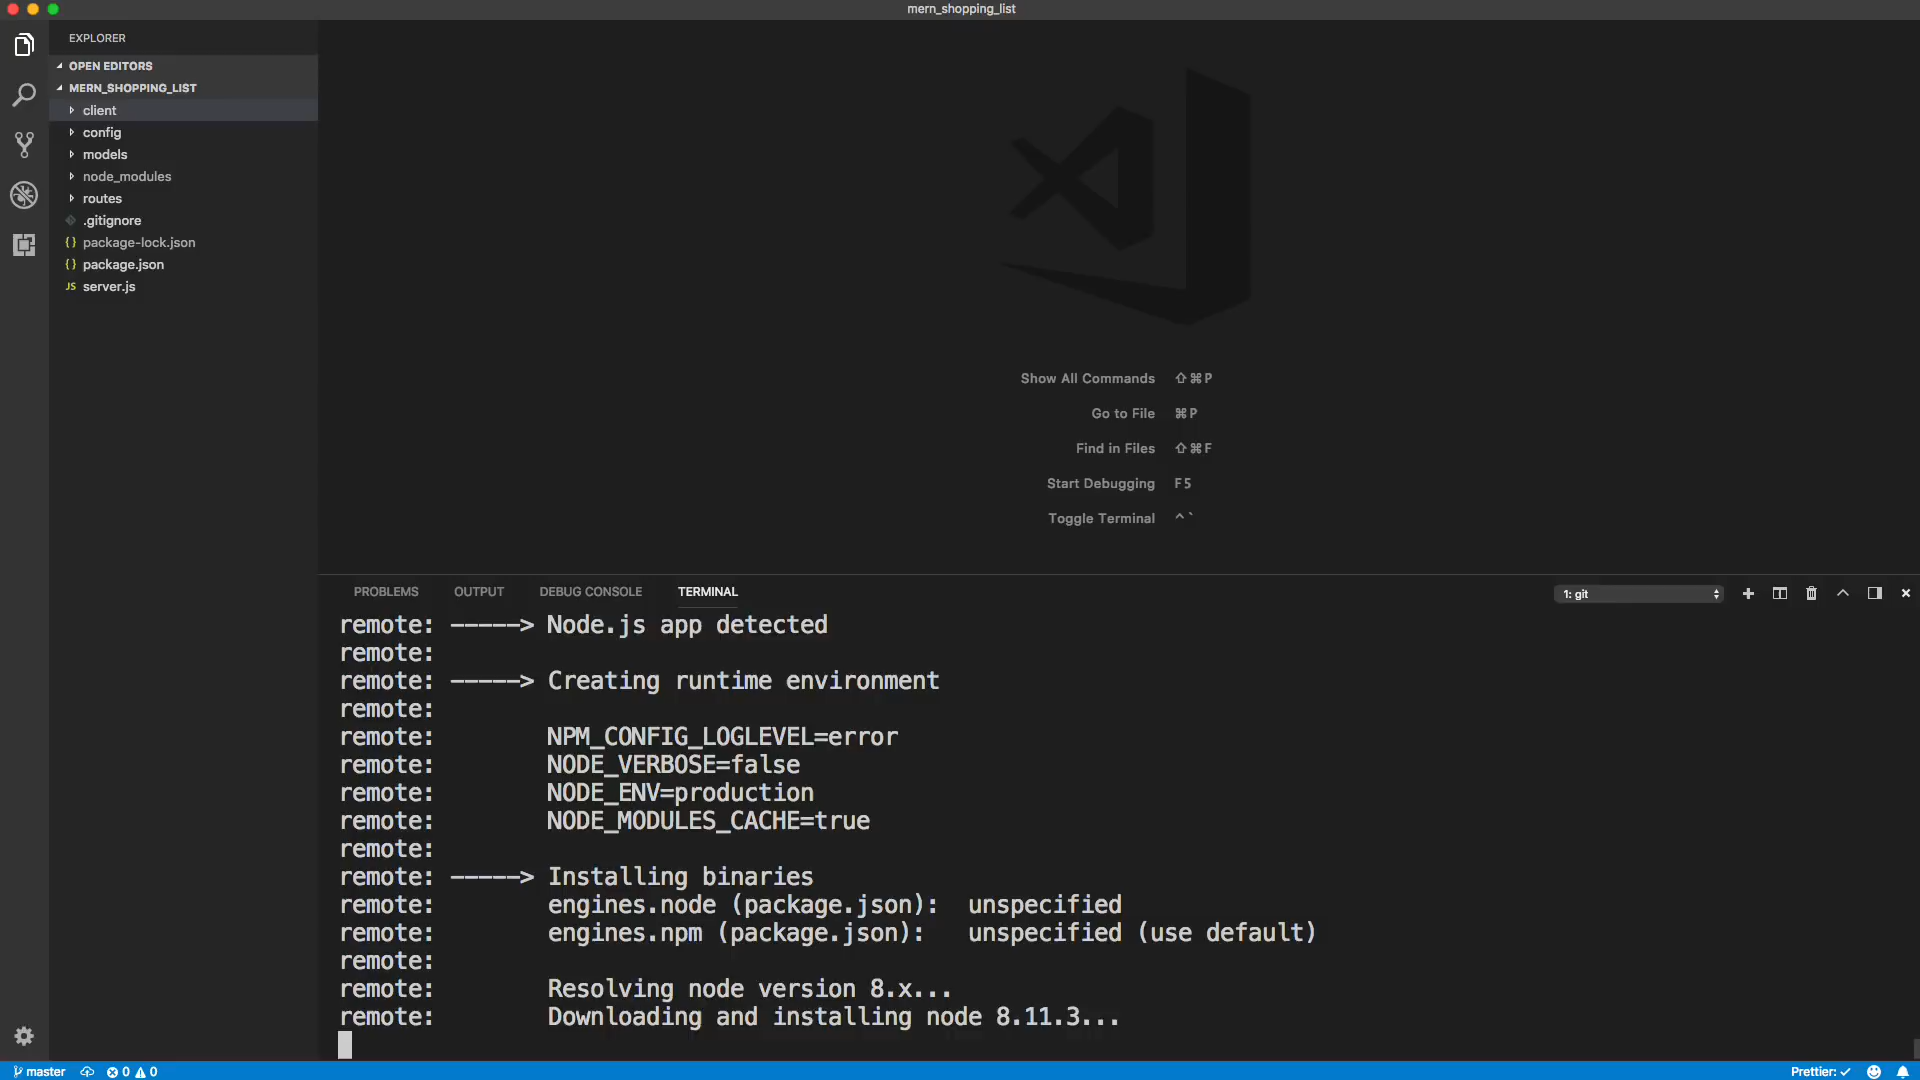 mern_shopping_list
EXPLORER
OPEN EDITORS
MERN_SHOPPING_LIST
client
config
models
node_modules
routes
.gitignore
{} package-lock.json
{} package.json
JS server.js
Show All Commands ⇧⌘P
Go to File ⌘P
Find in Files ⇧⌘F
Start Debugging F5
Toggle Terminal ^`
PROBLEMS OUTPUT DEBUG CONSOLE TERMINAL
1: git
remote: -----> Node.js app detected
remote:
remote: -----> Creating runtime environment
remote:
remote: NPM_CONFIG_LOGLEVEL=error
remote: NODE_VERBOSE=false
remote: NODE_ENV=production
remote: NODE_MODULES_CACHE=true
remote:
remote: -----> Installing binaries
remote: engines.node (package.json): unspecified
remote: engines.npm (package.json): unspecified (use default)
remote:
remote: Resolving node version 8.x...
remote: Downloading and installing node 8.11.3...
master 0 0 Prettier: ✓